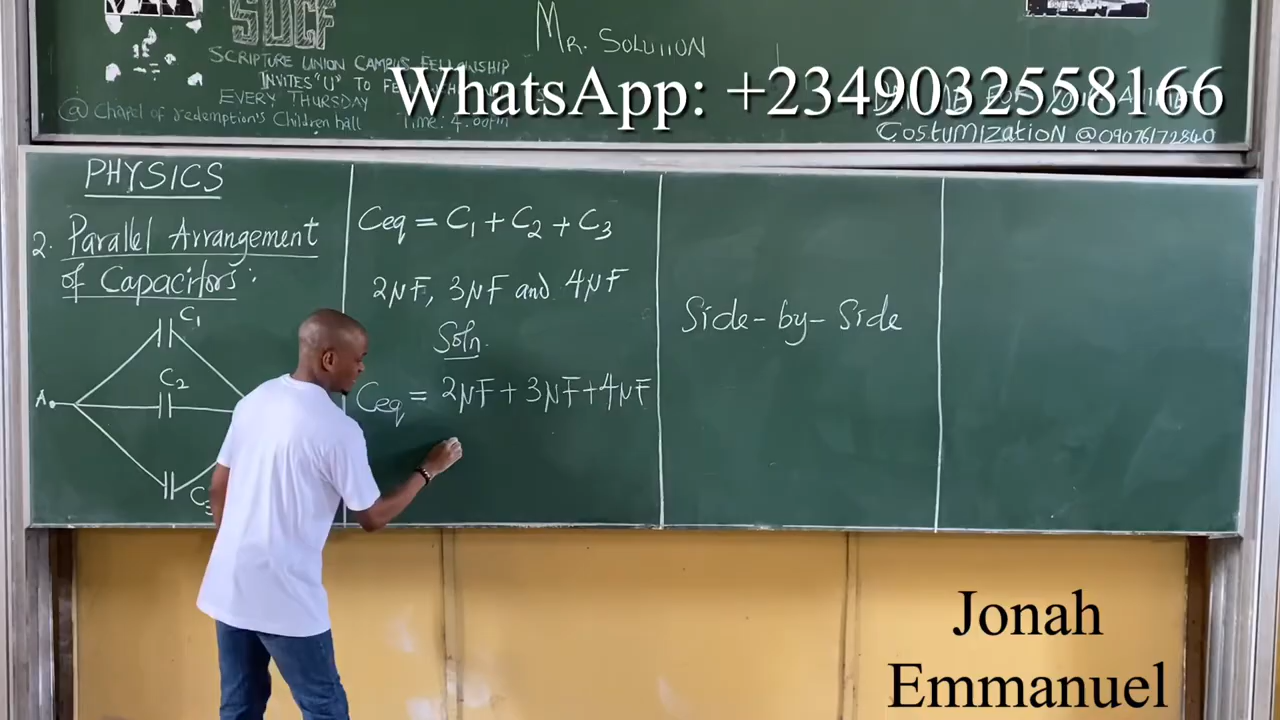 SUCF
SCRIPTURE UNION CAMPUS FELLOWSHIP
INVITES "U" TO
EVERY THURSDAY
@ Chapel of redemption's Children hall
Time: 4.00pm
MR. SOLUTION
WhatsApp: +2349032558166
Costumization @09076172840
PHYSICS
2. Parallel Arrangement
of Capacitors:
C₁
C₂
A
C₃
Ceq = C₁ + C₂ + C₃
2μF, 3μF and 4μF
Soln.
Ceq = 2μF + 3μF + 4μF
Side-by-Side
Jonah
Emmanuel